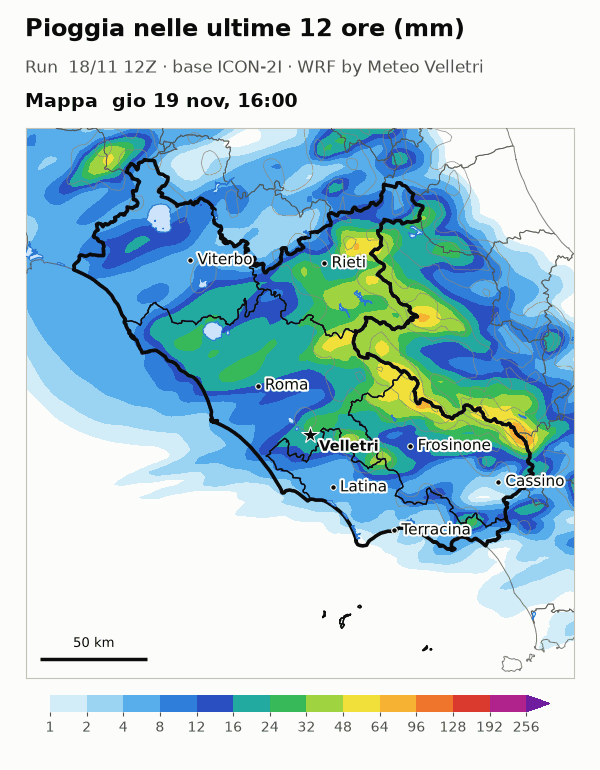 Pioggia nelle ultime 12 ore (mm)
Run 18/11 12Z · base ICON-2I · WRF by Meteo Velletri
Mappa gio 19 nov, 16:00
Viterbo
Rieti
Roma
Velletri
Frosinone
Cassino
Latina
Terracina
50 km
1 2 4 8 12 16 24 32 48 64 96 128 192 256